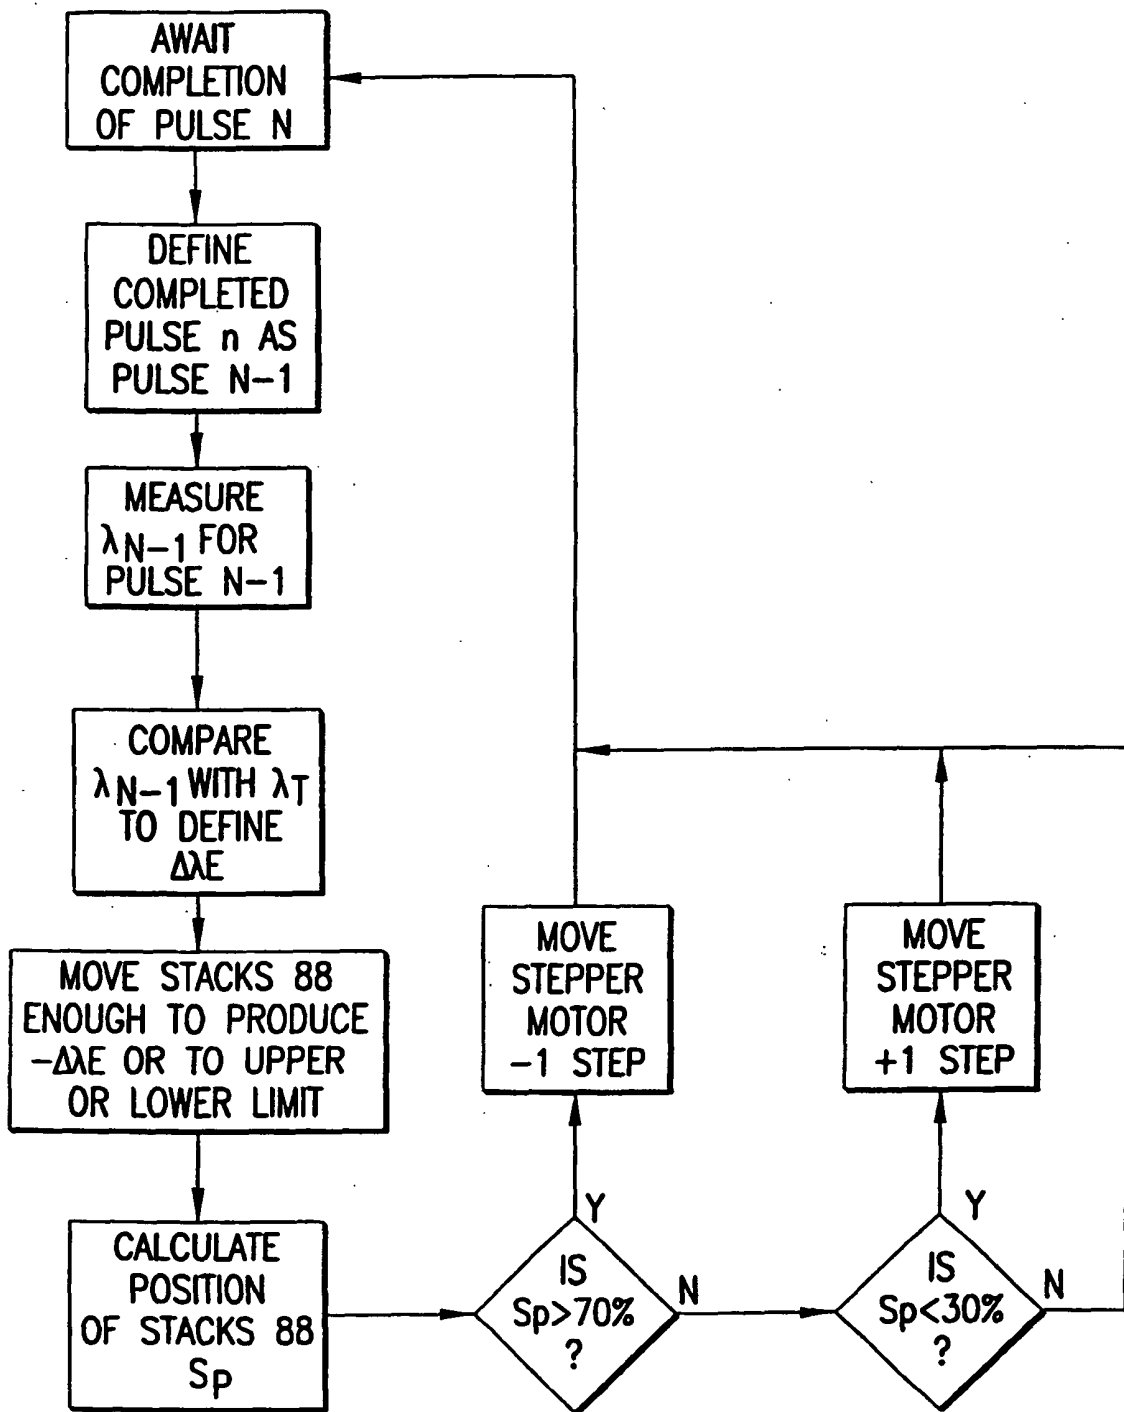 AWAIT
COMPLETION
OF PULSE N
DEFINE
COMPLETED
PULSE n AS
PULSE N-1
MEASURE
λN-1 FOR
PULSE N-1
COMPARE
λN-1 WITH λT
TO DEFINE
ΔλE
MOVE STACKS 88
ENOUGH TO PRODUCE
-ΔλE OR TO UPPER
OR LOWER LIMIT
CALCULATE
POSITION
OF STACKS 88
SP
IS
Sp>70%
?
Y
N
MOVE
STEPPER
MOTOR
-1 STEP
IS
Sp<30%
?
Y
N
MOVE
STEPPER
MOTOR
+1 STEP